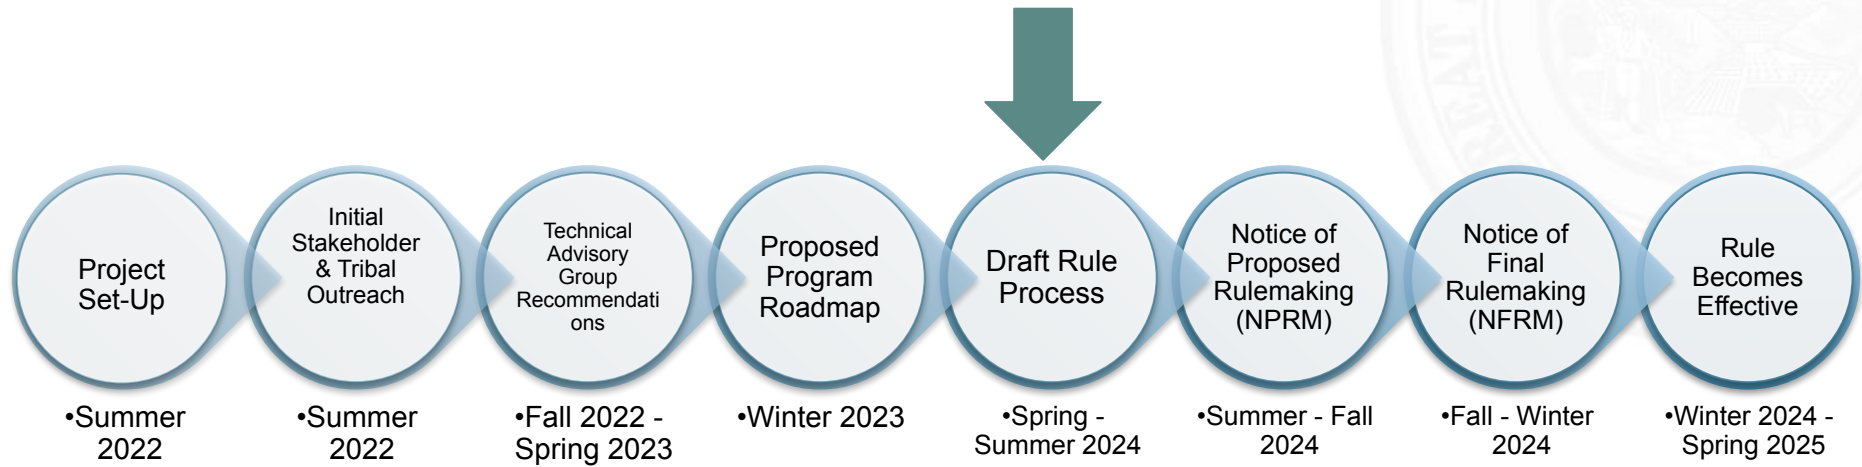 REAT
Project
Set-Up
Initial
Stakeholder
& Tribal
Outreach
Technical
Advisory
Group
Recommendati
ons
Proposed
Program
Roadmap
Draft Rule
Process
Notice of
Proposed
Rulemaking
(NPRM)
Notice of
Final
Rulemaking
(NFRM)
Rule
Becomes
Effective
•Summer
2022
•Summer
2022
•Fall 2022 -
Spring 2023
•Winter 2023
•Spring -
Summer 2024
•Summer - Fall
2024
•Fall - Winter
2024
•Winter 2024 -
Spring 2025